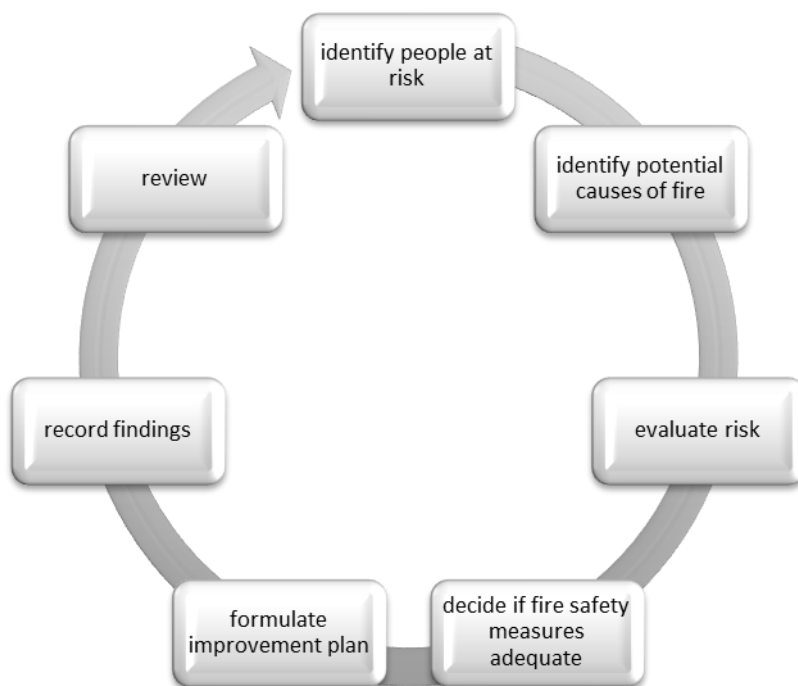 identify people at
risk
identify potential
causes of fire
evaluate risk
decide if fire safety
measures
adequate
formulate
improvement plan
record findings
review